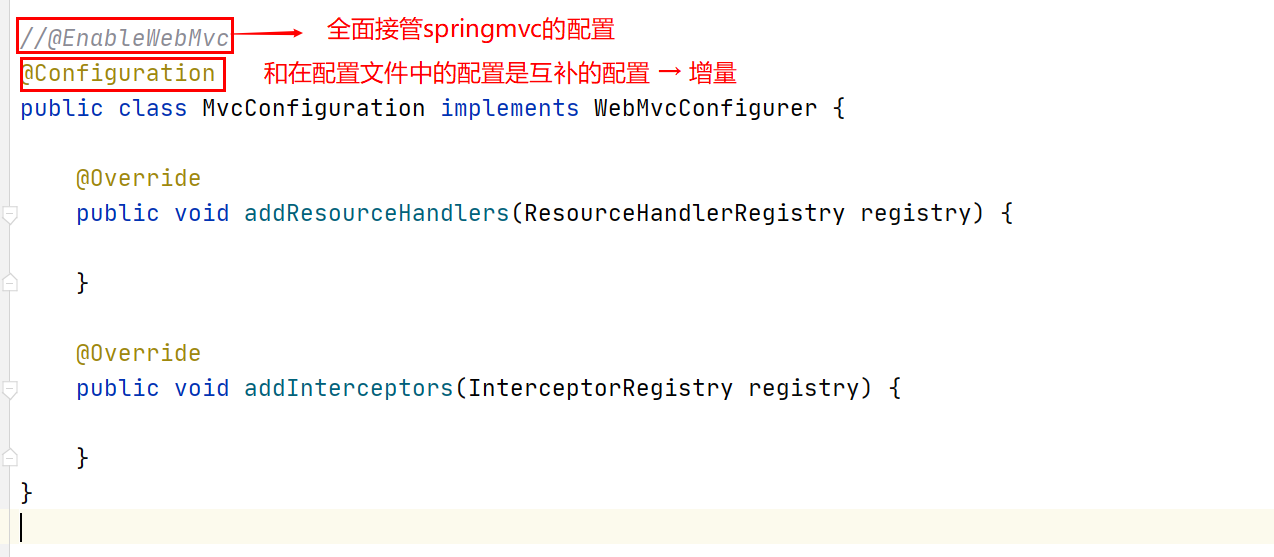 //@EnableWebMvc 全面接管springmvc的配置
@Configuration 和在配置文件中的配置是互补的配置 → 增量
public class MvcConfiguration implements WebMvcConfigurer {
@Override
public void addResourceHandlers(ResourceHandlerRegistry registry) {
}
@Override
public void addInterceptors(InterceptorRegistry registry) {
}
}